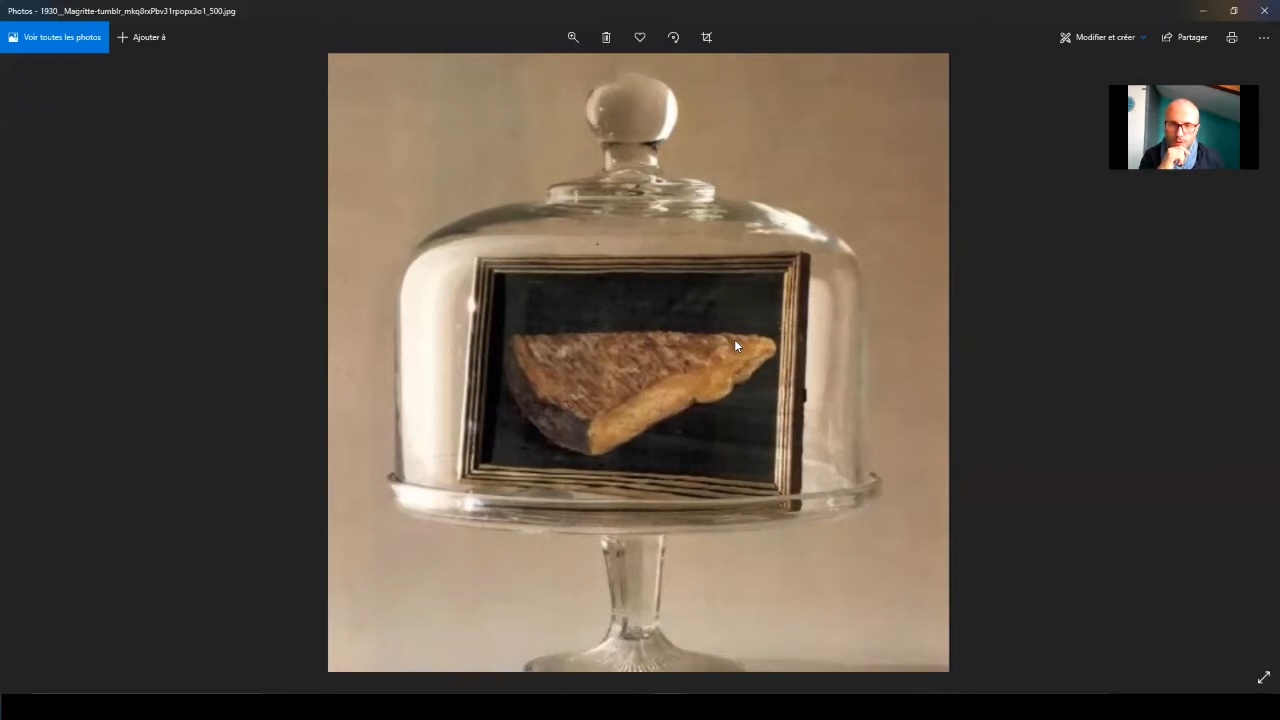 Photos - 1930__Magritte-tumblr_mkq8rxPbv31rpopx3o1_500.jpg
Voir toutes les photos
Ajouter à
Modifier et créer
Partager